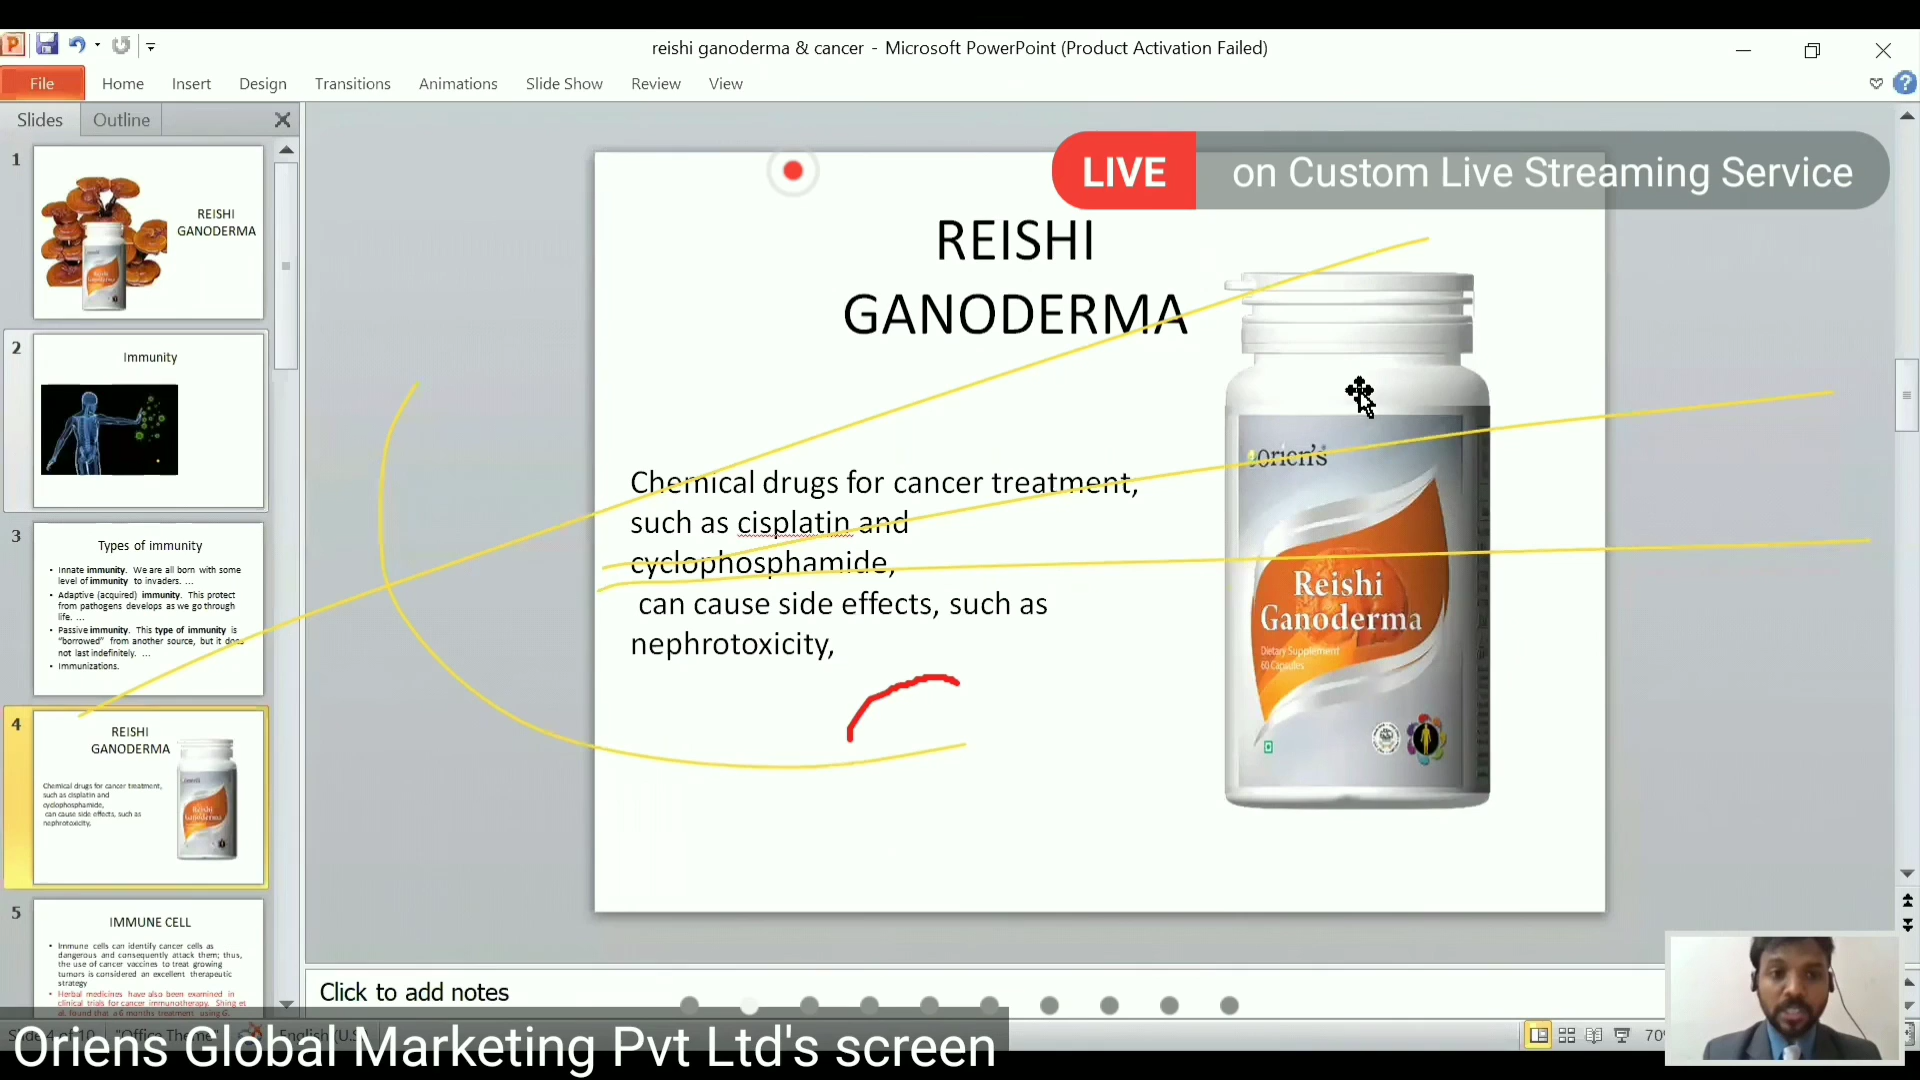 reishi ganoderma & cancer - Microsoft PowerPoint (Product Activation Failed)
File Home Insert Design Transitions Animations Slide Show Review View
Slides Outline
LIVE on Custom Live Streaming Service
1
REISHI
GANODERMA
2
Immunity
3
Types of immunity
• Innate immunity. We are all born with some
level of immunity to invaders. ...
• Adaptive (acquired) immunity. This protect
from pathogens develops as we go through
life. ...
• Passive immunity. This type of immunity is
"borrowed" from another source, but it does
not last indefinitely. ...
• Immunizations.
4
REISHI
GANODERMA
Chemical drugs for cancer treatment,
such as cisplatin and
cyclophosphamide,
can cause side effects, such as
nephrotoxicity,
5
IMMUNE CELL
• Immune cells can identify cancer cells as
dangerous and consequently attack them; thus,
the use of cancer vaccines to treat growing
tumors is considered an excellent therapeutic
strategy
• Herbal medicines have also been examined in
clinical trials for cancer immunotherapy. Shing et
al. found that a 6 months treatment using G.
REISHI
GANODERMA
Chemical drugs for cancer treatment,
such as cisplatin and
cyclophosphamide,
can cause side effects, such as
nephrotoxicity,
Orien's
Reishi
Ganoderma
Dietary Supplement
60 Capsules
Click to add notes
Slide 4 of 10 "Office Theme" English (U.S.
70%
Oriens Global Marketing Pvt Ltd's screen